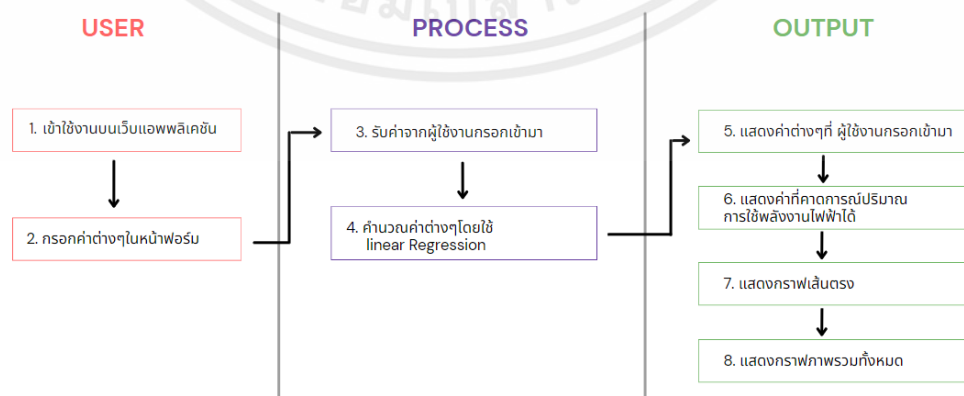 USER
PROCESS
OUTPUT
1. เข้าใช้งานบนเว็บแอพพลิเคชัน
2. กรอกค่าต่างๆในหน้าฟอร์ม
3. รับค่าจากผู้ใช้งานกรอกเข้ามา
4. คำนวณค่าต่างๆโดยใช้
linear Regression
5. แสดงค่าต่างๆที่ ผู้ใช้งานกรอกเข้ามา
6. แสดงค่าที่คาดการณ์ปริมาณ
การใช้พลังงานไฟฟ้าได้
7. แสดงกราฟเส้นตรง
8. แสดงกราฟภาพรวมทั้งหมด